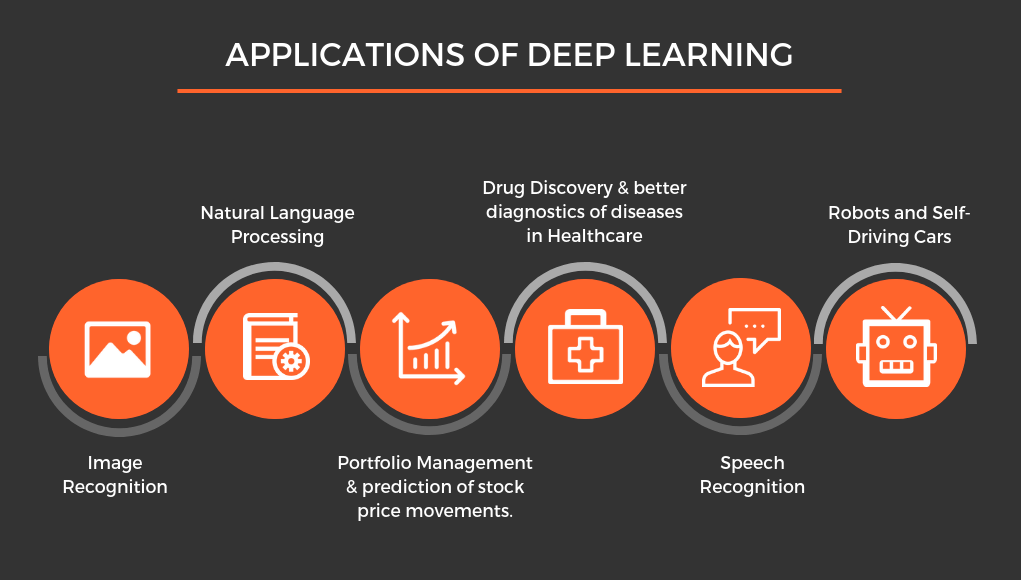 APPLICATIONS OF DEEP LEARNING
Image
Recognition
Natural Language
Processing
Portfolio Management
& prediction of stock
price movements.
Drug Discovery & better
diagnostics of diseases
in Healthcare
Speech
Recognition
Robots and Self-
Driving Cars